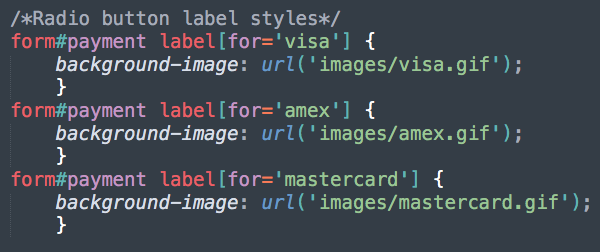 /*Radio button label styles*/
form#payment label[for='visa'] {
    background-image: url('images/visa.gif');
    }
form#payment label[for='amex'] {
    background-image: url('images/amex.gif');
    }
form#payment label[for='mastercard'] {
    background-image: url('images/mastercard.gif');
    }